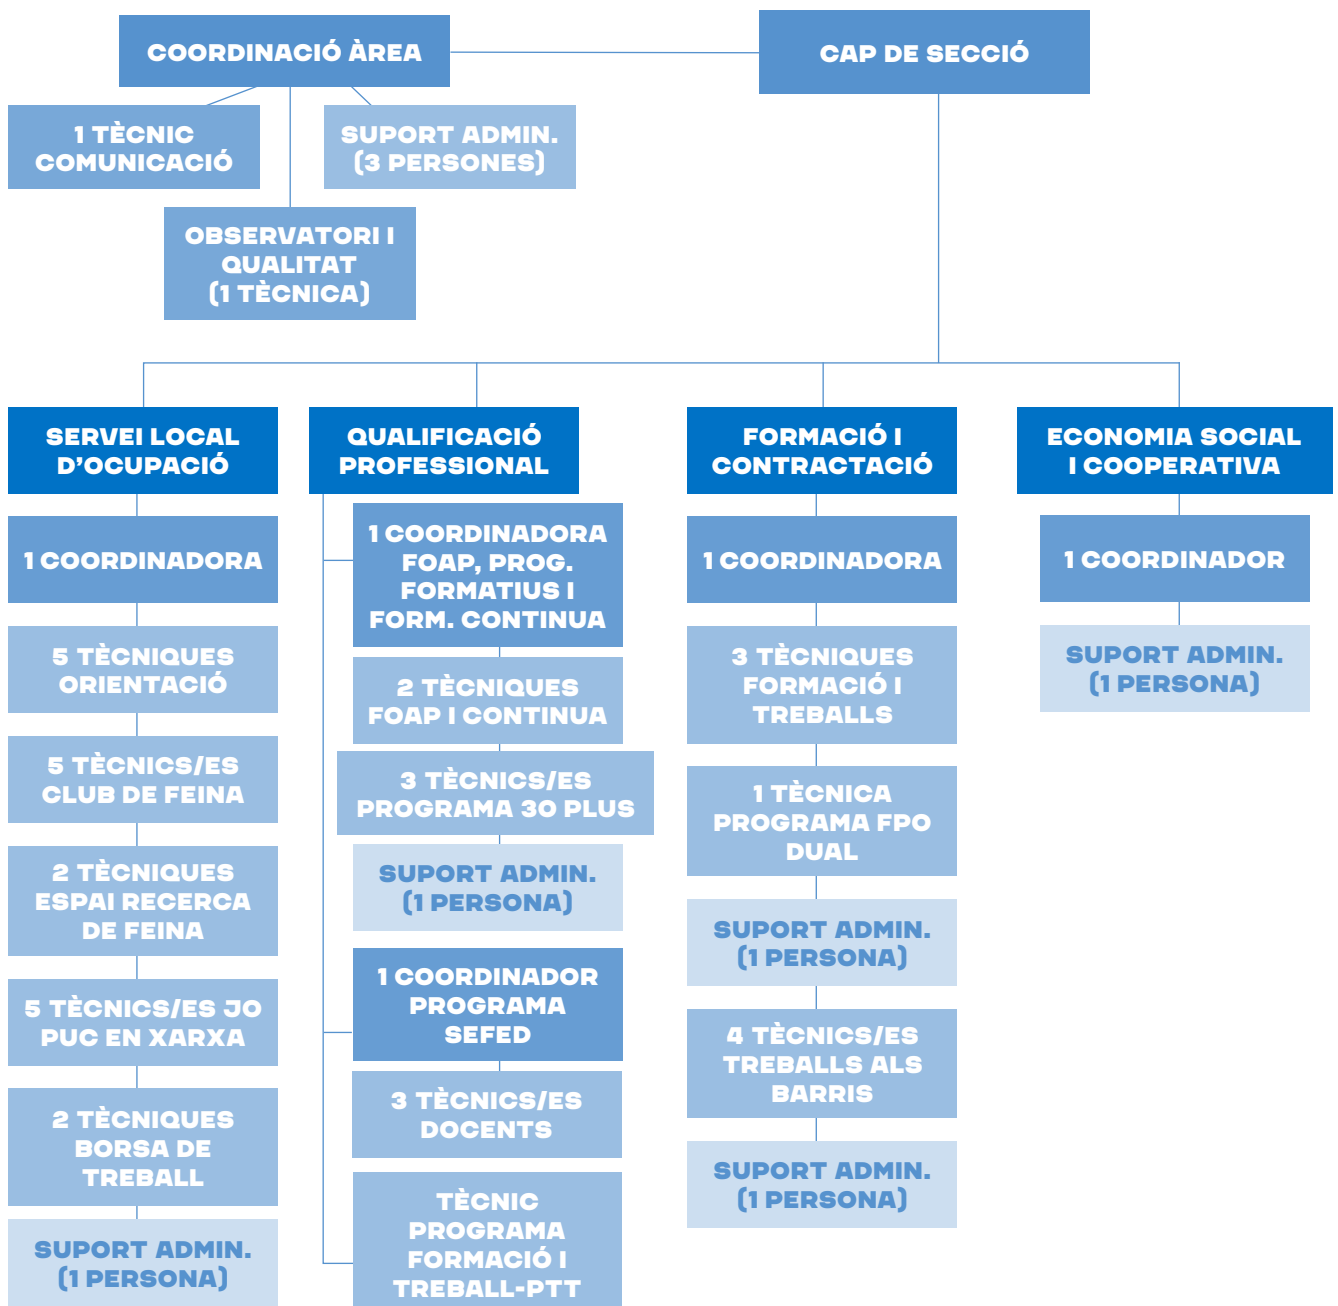 COORDINACIÓ ÀREA
CAP DE SECCIÓ
1 TÈCNIC
COMUNICACIÓ
SUPORT ADMIN.
(3 PERSONES)
OBSERVATORI I
QUALITAT
(1 TÈCNICA)
SERVEI LOCAL
D'OCUPACIÓ
1 COORDINADORA
5 TÈCNIQUES
ORIENTACIÓ
5 TÈCNICS/ES
CLUB DE FEINA
2 TÈCNIQUES
ESPAI RECERCA
DE FEINA
5 TÈCNICS/ES JO
PUC EN XARXA
2 TÈCNIQUES
BORSA DE
TREBALL
SUPORT ADMIN.
(1 PERSONA)
QUALIFICACIÓ
PROFESSIONAL
1 COORDINADORA
FOAP, PROG.
FORMATIUS I
FORM. CONTINUA
2 TÈCNIQUES
FOAP I CONTINUA
3 TÈCNICS/ES
PROGRAMA 30 PLUS
SUPORT ADMIN.
(1 PERSONA)
1 COORDINADOR
PROGRAMA
SEFED
3 TÈCNICS/ES
DOCENTS
TÈCNIC
PROGRAMA
FORMACIÓ I
TREBALL-PTT
FORMACIÓ I
CONTRACTACIÓ
1 COORDINADORA
3 TÈCNIQUES
FORMACIÓ I
TREBALLS
1 TÈCNICA
PROGRAMA FPO
DUAL
SUPORT ADMIN.
(1 PERSONA)
4 TÈCNICS/ES
TREBALLS ALS
BARRIS
SUPORT ADMIN.
(1 PERSONA)
ECONOMIA SOCIAL
I COOPERATIVA
1 COORDINADOR
SUPORT ADMIN.
(1 PERSONA)